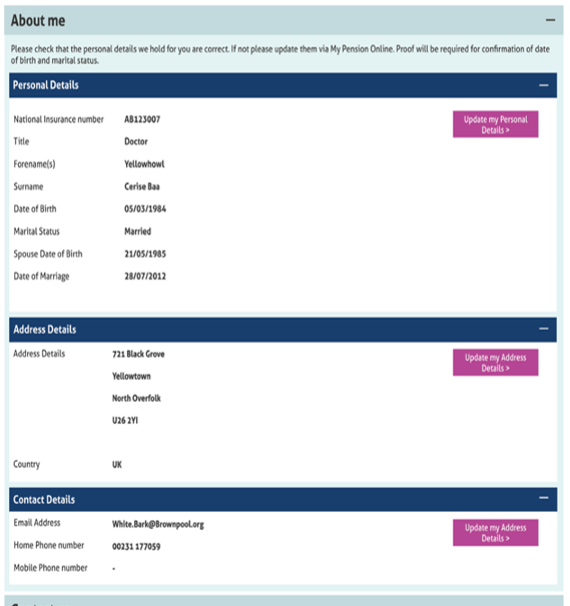 About me
Please check that the personal details we hold for you are correct. If not please update them via My Pension Online. Proof will be required for confirmation of date
of birth and marital status.
Personal Details
National Insurance number AB123007
Update my Personal
Details >
Title Doctor
Forename(s) Yellowhowl
Surname Cerise Baa
Date of Birth 05/03/1984
Marital Status Married
Spouse Date of Birth 21/05/1985
Date of Marriage 28/07/2012
Address Details
Address Details 721 Black Grove
Update my Address
Details >
Yellowtown
North Overfolk
U26 2YI
Country UK
Contact Details
Email Address White.Bark@Brownpool.org
Update my Address
Details >
Home Phone number 00231 177059
Mobile Phone number -